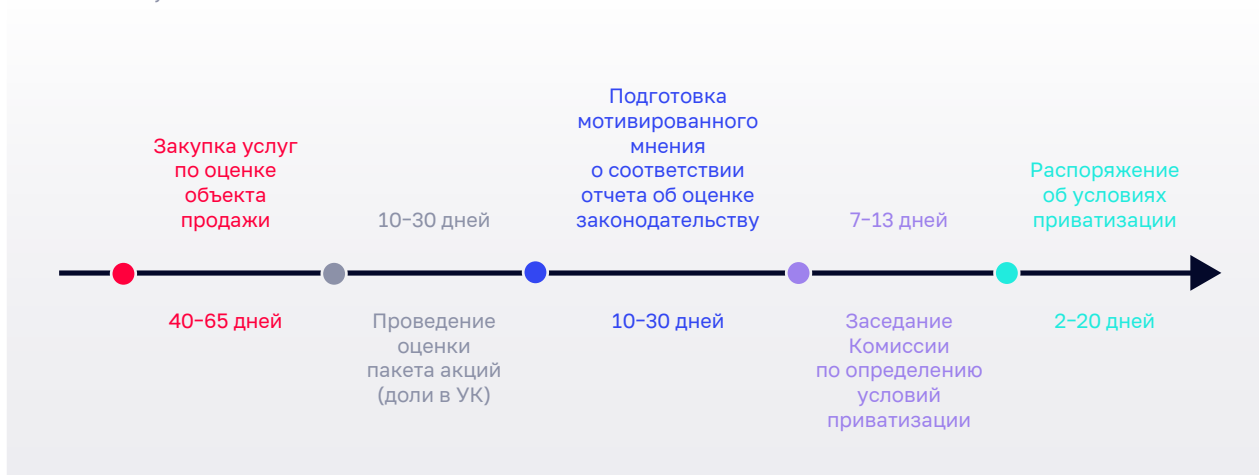 Закупка услуг
по оценке
объекта
продажи
40–65 дней
10–30 дней
Проведение
оценки
пакета акций
(доли в УК)
Подготовка
мотивированного
мнения
о соответствии
отчета об оценке
законодательству
10–30 дней
7–13 дней
Заседание
Комиссии
по определению
условий
приватизации
Распоряжение
об условиях
приватизации
2–20 дней